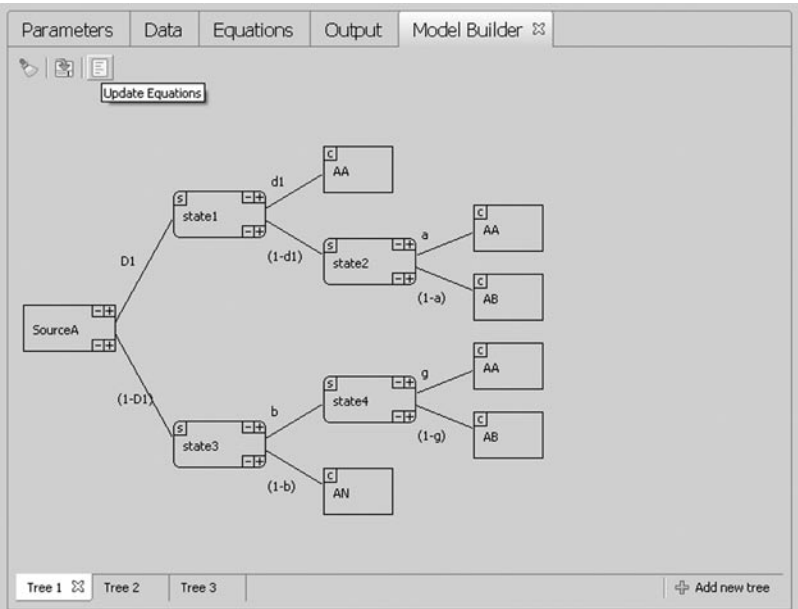 Parameters Data Equations Output Model Builder
Update Equations
c
AA
d1
s
state1
c
AA
a
(1-d1)
s
state2
D1
c
AB
(1-a)
SourceA
c
AA
g
s
state4
(1-D1)
b
c
AB
(1-g)
s
state3
c
AN
(1-b)
Tree 1 Tree 2 Tree 3 Add new tree